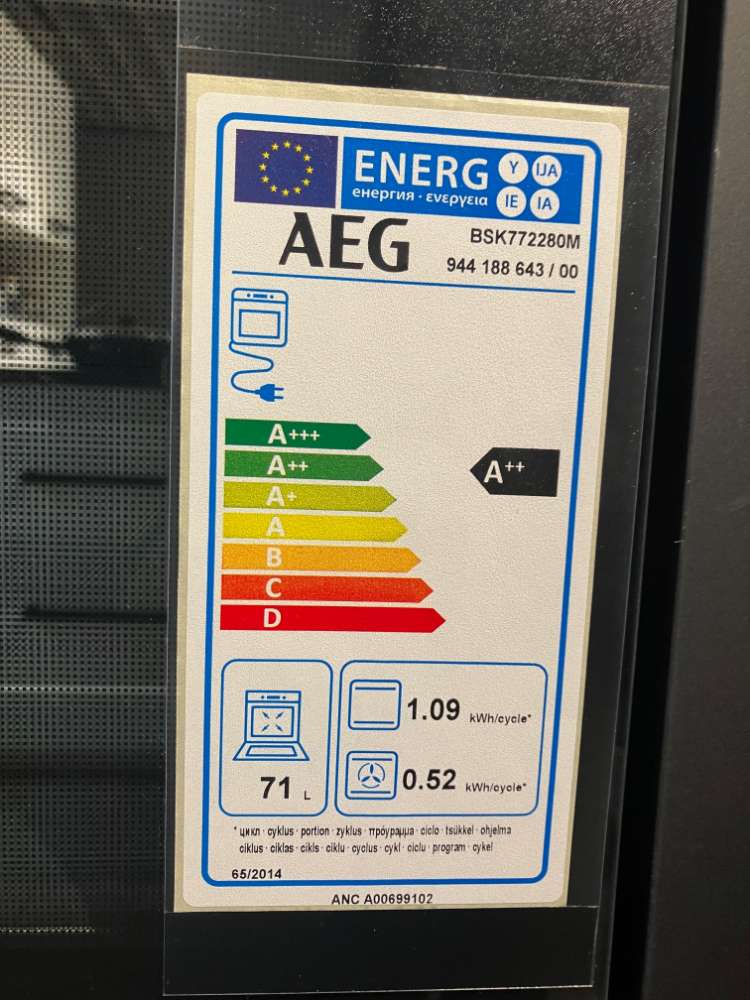 ENERG Y IJA
енергия · ενεργεια IE IA
AEG
BSK772280M
944 188 643 / 00
A+++
A++
A++
A+
A
B
C
D
1.09 kWh/cycle*
71 L
0.52 kWh/cycle*
* цикл · cyklus · portion · zyklus · πρόγραμμα · ciclo · tsükkel · ohjelma
ciklus · ciklas · cikls · ciklu · cyclus · cykl · ciclu · program · cykel
65/2014
ANC A00699102